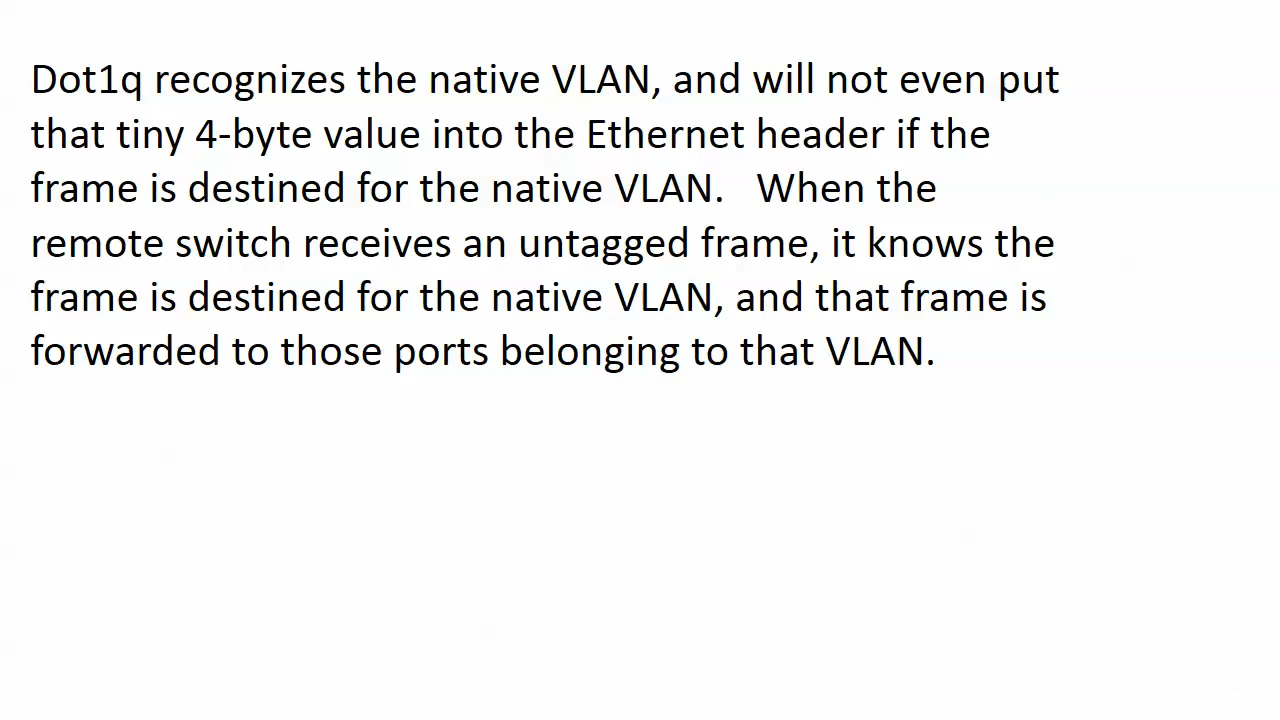 Dot1q recognizes the native VLAN, and will not even put
that tiny 4-byte value into the Ethernet header if the
frame is destined for the native VLAN.   When the
remote switch receives an untagged frame, it knows the
frame is destined for the native VLAN, and that frame is
forwarded to those ports belonging to that VLAN.